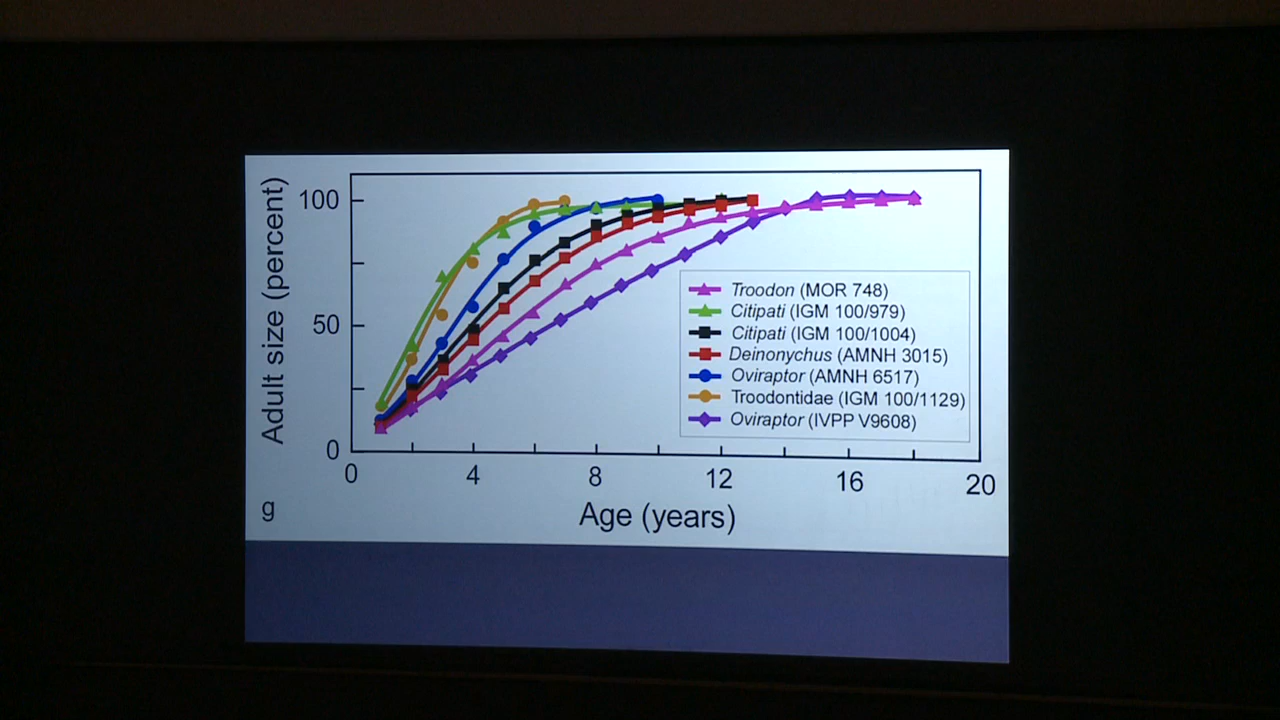 100
50
0
Adult size (percent)
0 4 8 12 16 20
Age (years)
g
Troodon (MOR 748)
Citipati (IGM 100/979)
Citipati (IGM 100/1004)
Deinonychus (AMNH 3015)
Oviraptor (AMNH 6517)
Troodontidae (IGM 100/1129)
Oviraptor (IVPP V9608)